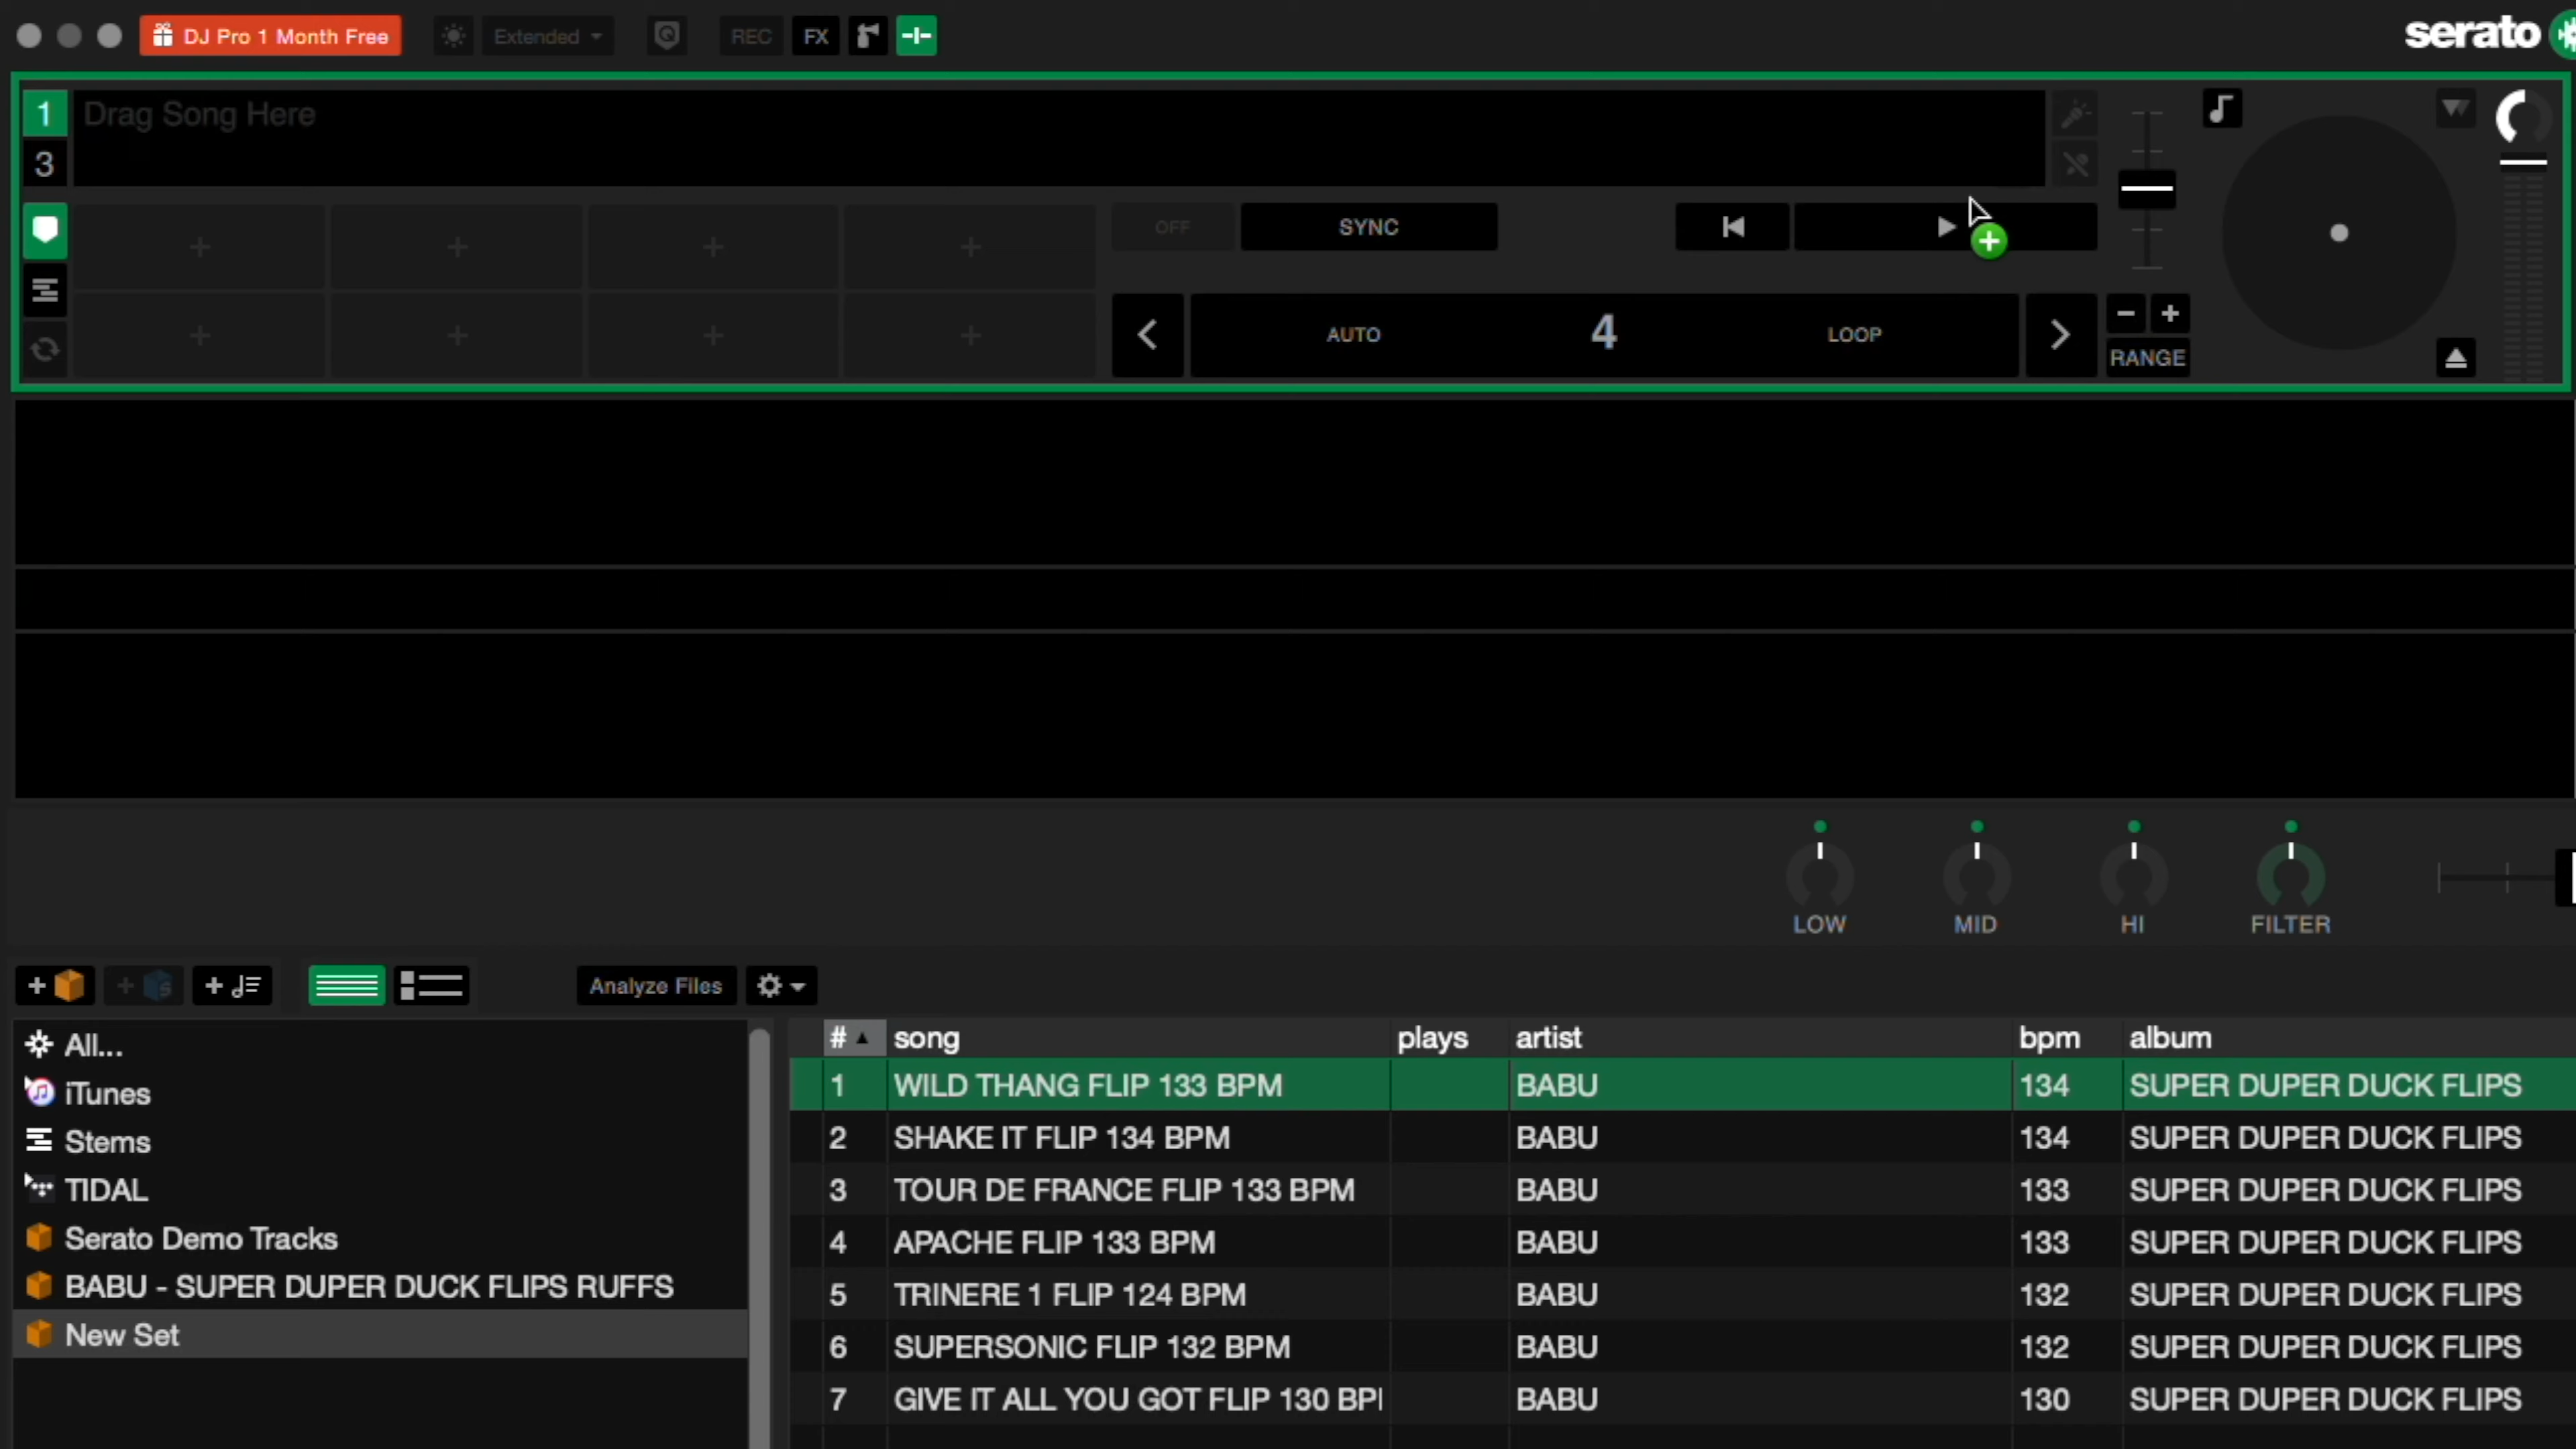 DJ Pro 1 Month Free Extended REC FX serato
1 Drag Song Here
3
OFF SYNC
AUTO 4 LOOP
RANGE
LOW MID HI FILTER
Analyze Files
# song plays artist bpm album
All...
iTunes
Stems
TIDAL
Serato Demo Tracks
BABU - SUPER DUPER DUCK FLIPS RUFFS
New Set
1 WILD THANG FLIP 133 BPM BABU 134 SUPER DUPER DUCK FLIPS
2 SHAKE IT FLIP 134 BPM BABU 134 SUPER DUPER DUCK FLIPS
3 TOUR DE FRANCE FLIP 133 BPM BABU 133 SUPER DUPER DUCK FLIPS
4 APACHE FLIP 133 BPM BABU 133 SUPER DUPER DUCK FLIPS
5 TRINERE 1 FLIP 124 BPM BABU 132 SUPER DUPER DUCK FLIPS
6 SUPERSONIC FLIP 132 BPM BABU 132 SUPER DUPER DUCK FLIPS
7 GIVE IT ALL YOU GOT FLIP 130 BP BABU 130 SUPER DUPER DUCK FLIPS